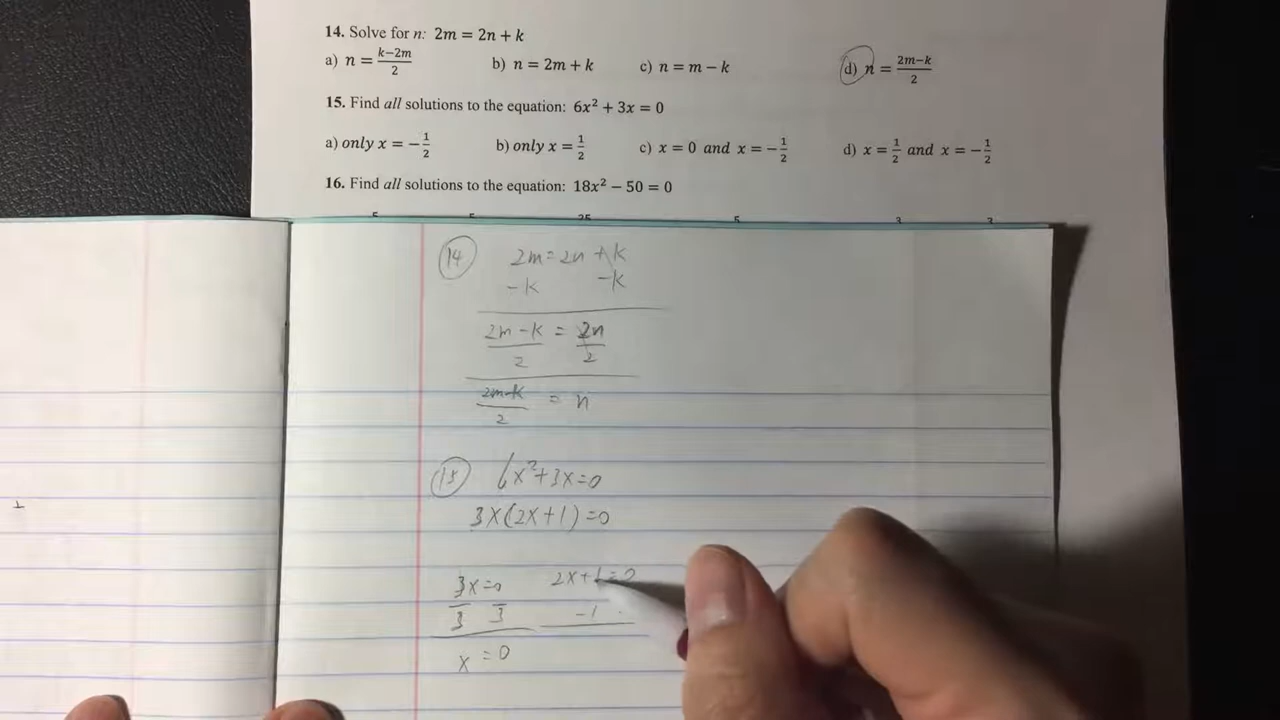 14. Solve for n: 2m = 2n + k
a) n = k−2m/2 b) n = 2m + k c) n = m − k d) n = 2m−k/2
15. Find all solutions to the equation: 6x² + 3x = 0
a) only x = −1/2 b) only x = 1/2 c) x = 0 and x = −1/2 d) x = 1/2 and x = −1/2
16. Find all solutions to the equation: 18x² − 50 = 0
14 2m = 2n + k
-k -k
2m - k = 2n
2 2
2m-k = n
2
15 6x²+3x=0
3x(2x+1)=0
3x=0 2x+1=0
3 3 -1
x = 0